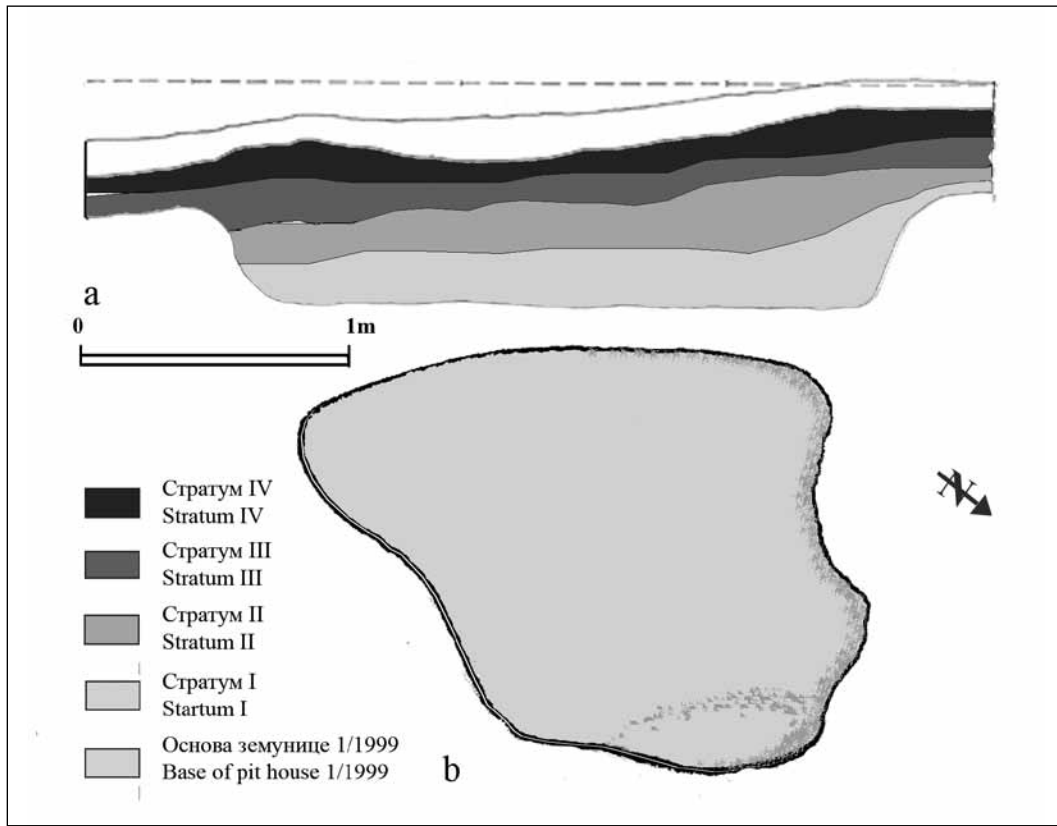 a
0 1m
Стратум IV
Stratum IV
Стратум III
Stratum III
Стратум II
Stratum II
Стратум I
Startum I
Основа земунице 1/1999
Base of pit house 1/1999
b
N